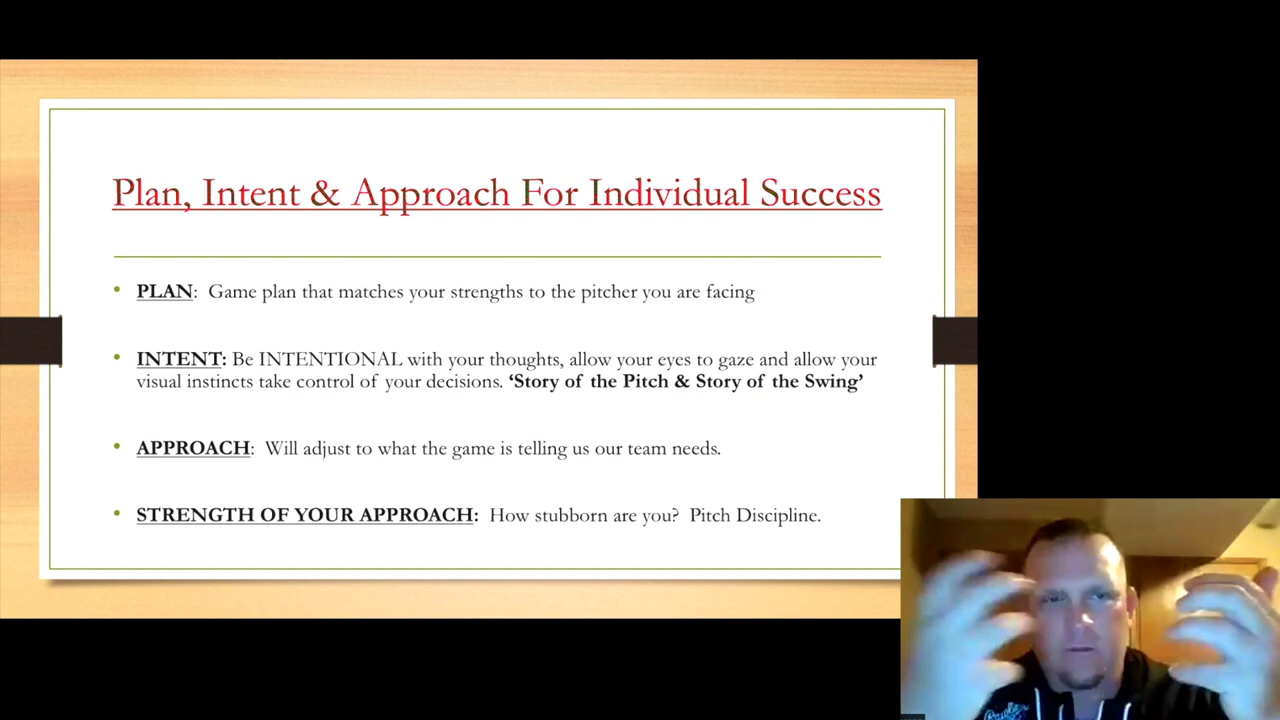 Plan, Intent & Approach For Individual Success
• PLAN: Game plan that matches your strengths to the pitcher you are facing
• INTENT: Be INTENTIONAL with your thoughts, allow your eyes to gaze and allow your
visual instincts take control of your decisions. ‘Story of the Pitch & Story of the Swing’
• APPROACH: Will adjust to what the game is telling us our team needs.
• STRENGTH OF YOUR APPROACH: How stubborn are you? Pitch Discipline.